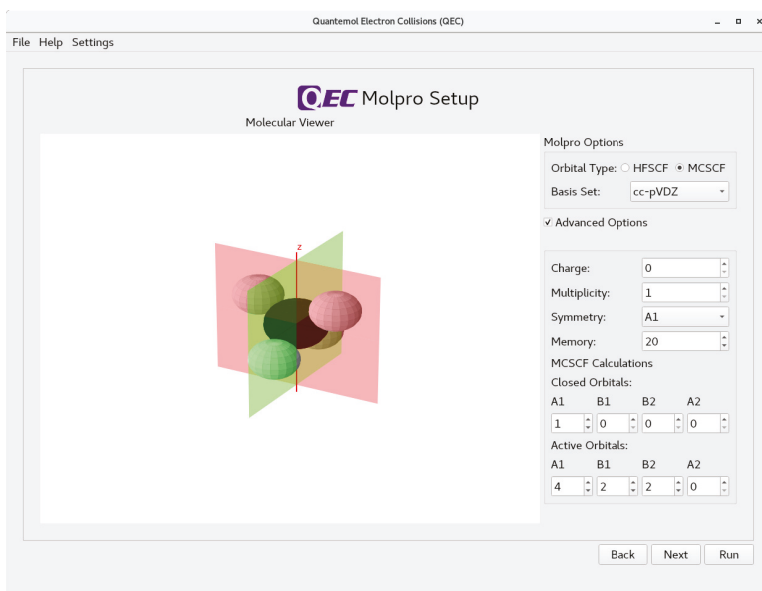 Quantemol Electron Collisions (QEC)
File Help Settings
QEC Molpro Setup
Molecular Viewer
Molpro Options
Orbital Type: HFSCF MCSCF
Basis Set: cc-pVDZ
Advanced Options
z
Charge: 0
Multiplicity: 1
Symmetry: A1
Memory: 20
MCSCF Calculations
Closed Orbitals:
A1 B1 B2 A2
1 0 0 0
Active Orbitals:
A1 B1 B2 A2
4 2 2 0
Back Next Run